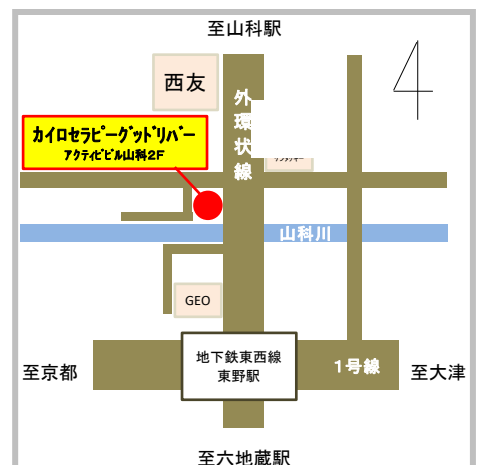 至山科駅
西友
外環状線
カイロセラピーグッドリバー
アクティビル山科2F
山科川
GEO
地下鉄東西線
東野駅
1号線
至京都
至大津
至六地蔵駅